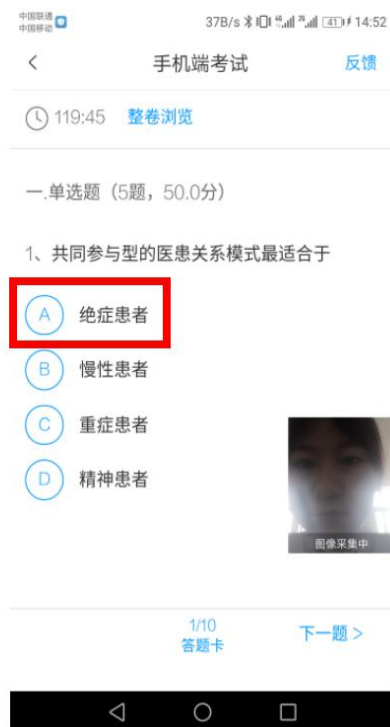 中国联通
中国移动
37B/s 46 26 41 14:52
< 手机端考试 反馈
119:45 整卷浏览
一.单选题（5题，50.0分）
1、共同参与型的医患关系模式最适合于
A 绝症患者
B 慢性患者
C 重症患者
D 精神患者
图像采集中
1/10
答题卡
下一题 >